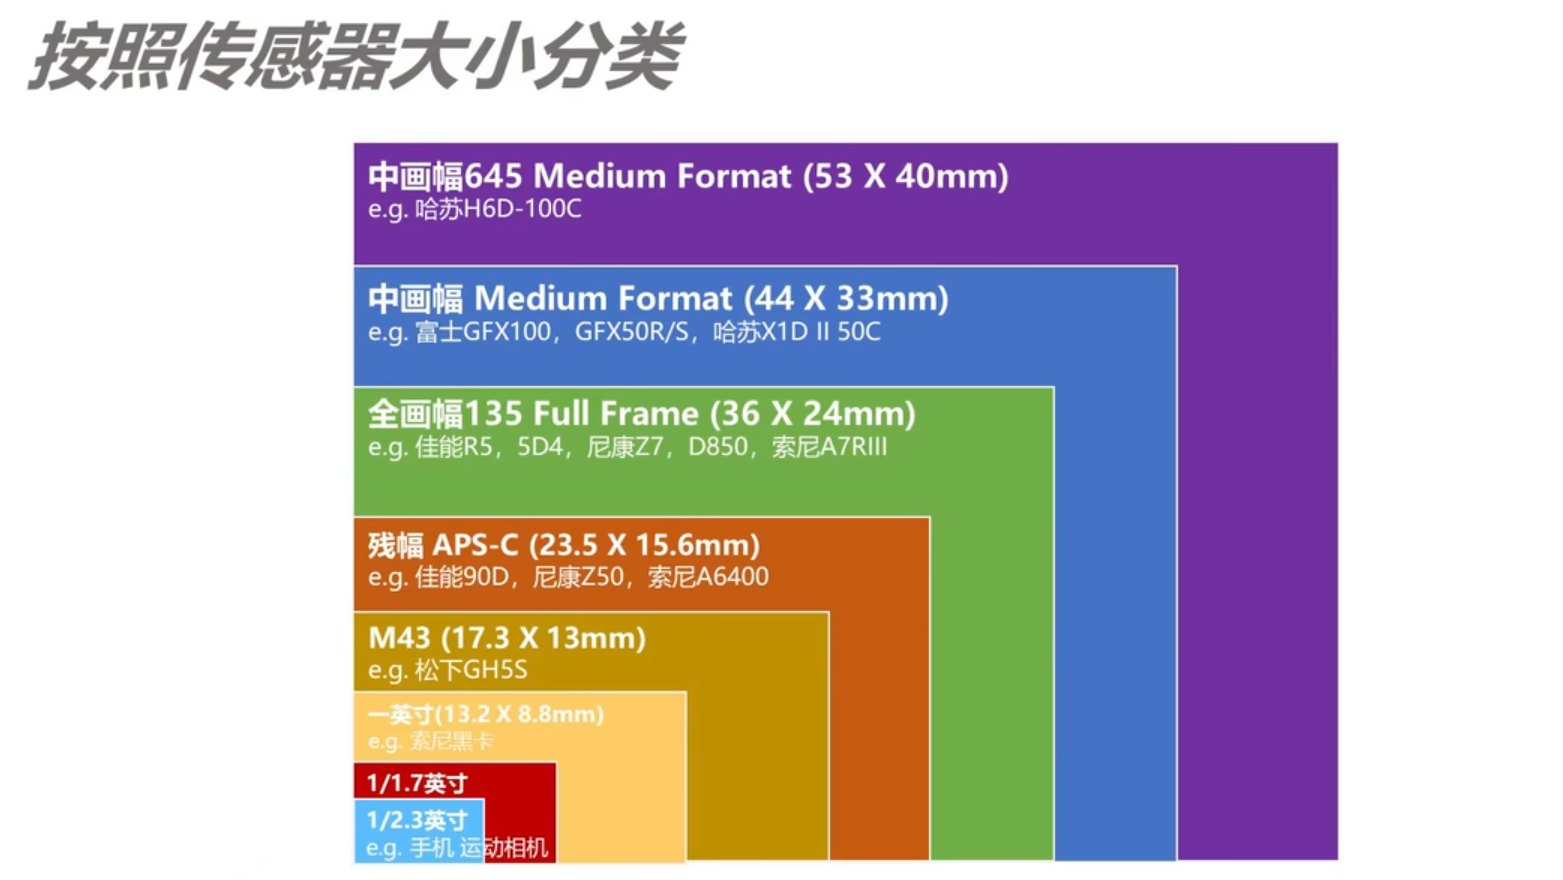 按照传感器大小分类
中画幅645 Medium Format (53 X 40mm)
e.g. 哈苏H6D-100C
中画幅 Medium Format (44 X 33mm)
e.g. 富士GFX100，GFX50R/S，哈苏X1D II 50C
全画幅135 Full Frame (36 X 24mm)
e.g. 佳能R5，5D4，尼康Z7，D850，索尼A7RIII
残幅 APS-C (23.5 X 15.6mm)
e.g. 佳能90D，尼康Z50，索尼A6400
M43 (17.3 X 13mm)
e.g. 松下GH5S
一英寸(13.2 X 8.8mm)
e.g. 索尼黑卡
1/1.7英寸
1/2.3英寸
e.g. 手机 运动相机